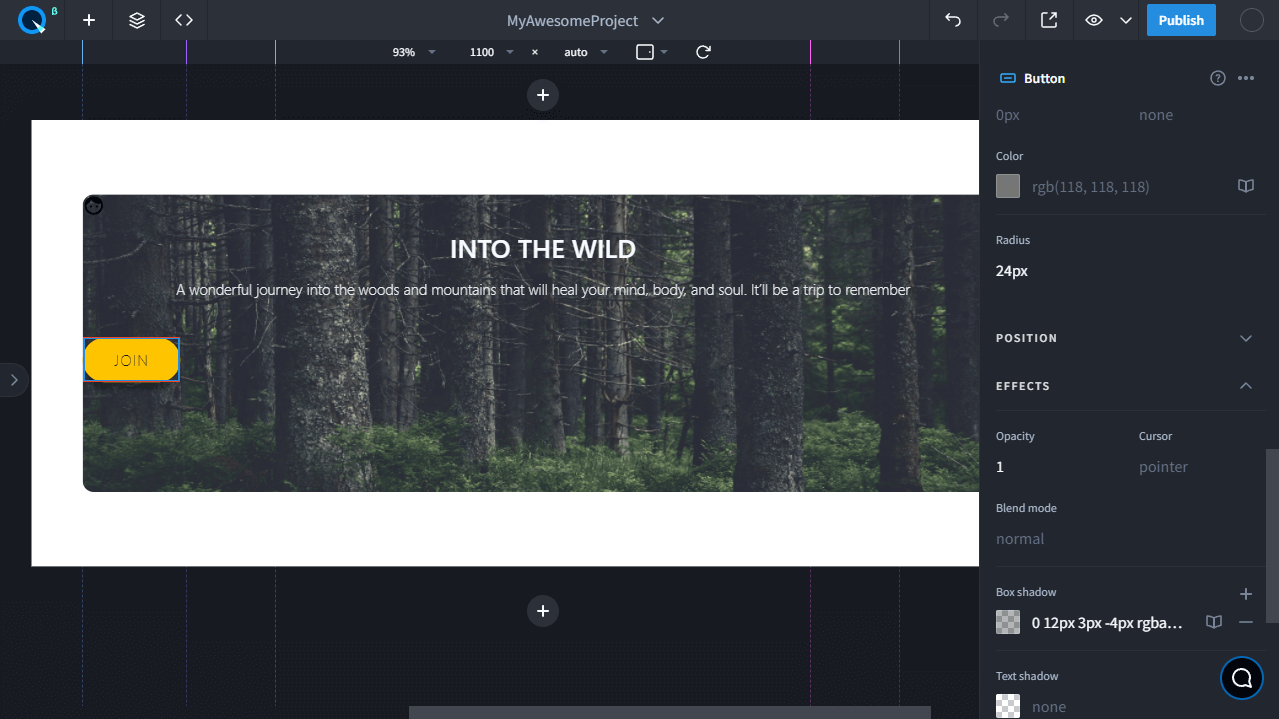 β
MyAwesomeProject
Publish
93%
1100
×
auto
Button
0px
none
Color
rgb(118, 118, 118)
Radius
24px
INTO THE WILD
A wonderful journey into the woods and mountains that will heal your mind, body, and soul. It'll be a trip to remember
JOIN
POSITION
EFFECTS
Opacity
Cursor
1
pointer
Blend mode
normal
Box shadow
0 12px 3px -4px rgba...
Text shadow
none